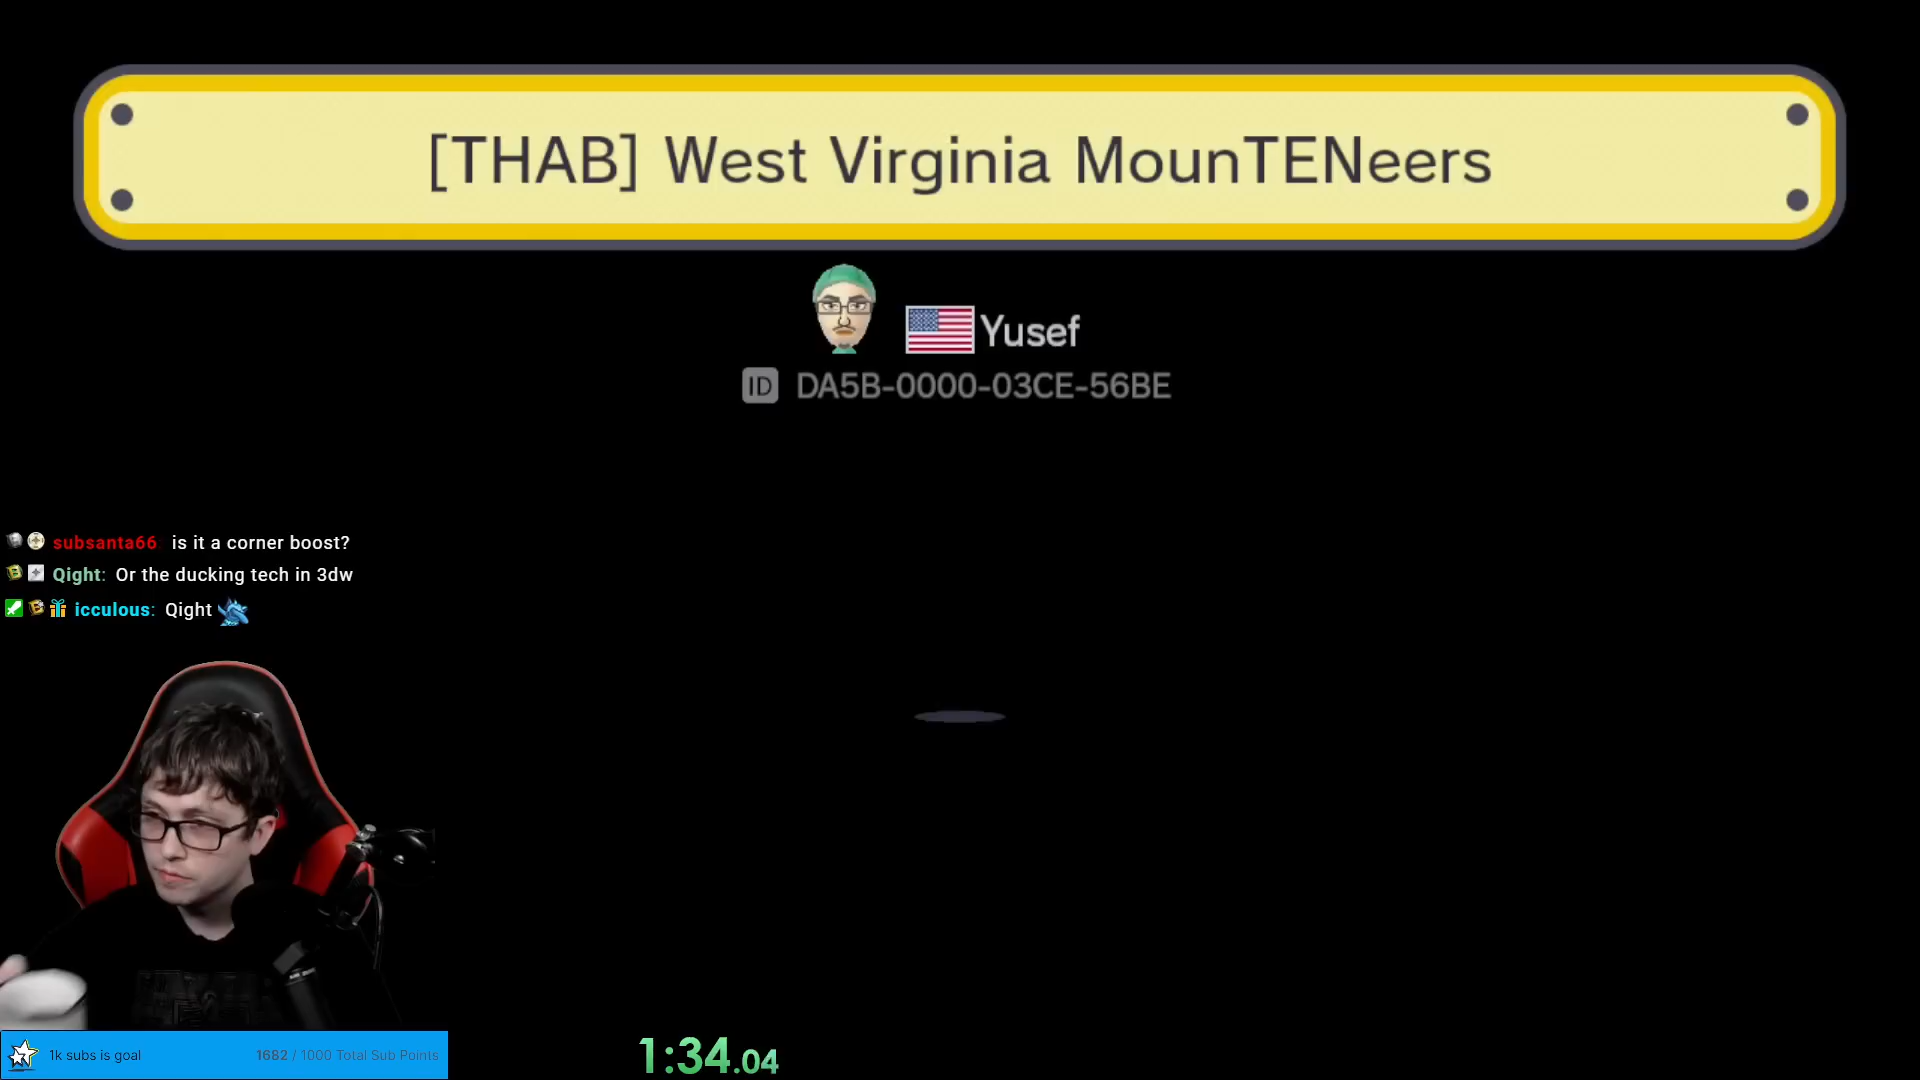 [THAB] West Virginia MounTENeers
Yusef
ID DA5B-0000-03CE-56BE
subsanta66: is it a corner boost?
Qight: Or the ducking tech in 3dw
icculous: Qight
1k subs is goal 1682 / 1000 Total Sub Points
1:34.04